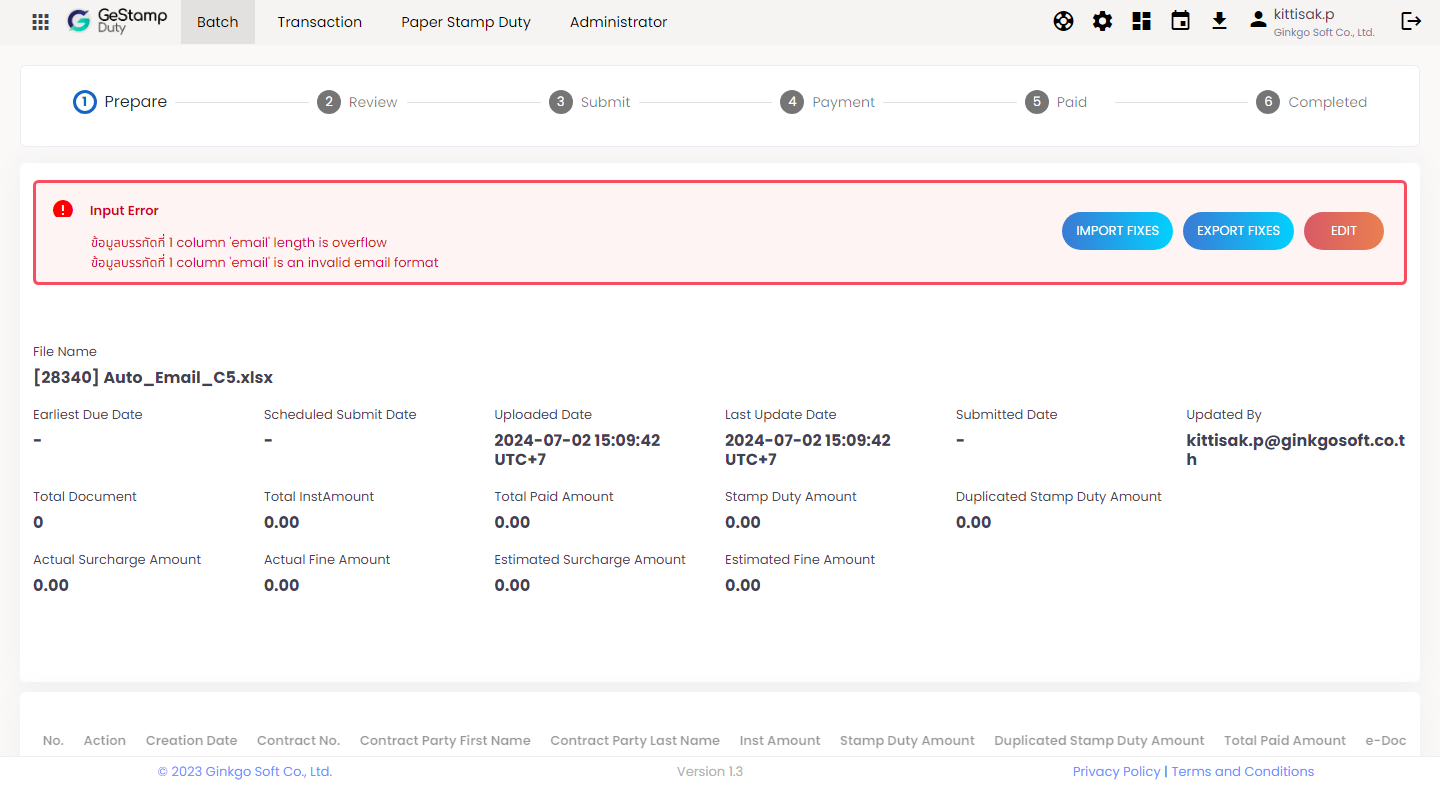 GeStamp
Duty
Batch
Transaction
Paper Stamp Duty
Administrator
kittisak.p
Ginkgo Soft Co., Ltd.
1 Prepare
2 Review
3 Submit
4 Payment
5 Paid
6 Completed
Input Error
ข้อมูลบรรทัดที่ 1 column 'email' length is overflow
ข้อมูลบรรทัดที่ 1 column 'email' is an invalid email format
IMPORT FIXES
EXPORT FIXES
EDIT
File Name
[28340] Auto_Email_C5.xlsx
Earliest Due Date
-
Scheduled Submit Date
-
Uploaded Date
2024-07-02 15:09:42
UTC+7
Last Update Date
2024-07-02 15:09:42
UTC+7
Submitted Date
-
Updated By
kittisak.p@ginkgosoft.co.t
h
Total Document
0
Total InstAmount
0.00
Total Paid Amount
0.00
Stamp Duty Amount
0.00
Duplicated Stamp Duty Amount
0.00
Actual Surcharge Amount
0.00
Actual Fine Amount
0.00
Estimated Surcharge Amount
0.00
Estimated Fine Amount
0.00
No. Action Creation Date Contract No. Contract Party First Name Contract Party Last Name Inst Amount Stamp Duty Amount Duplicated Stamp Duty Amount Total Paid Amount e-Doc
© 2023 Ginkgo Soft Co., Ltd.
Version 1.3
Privacy Policy | Terms and Conditions